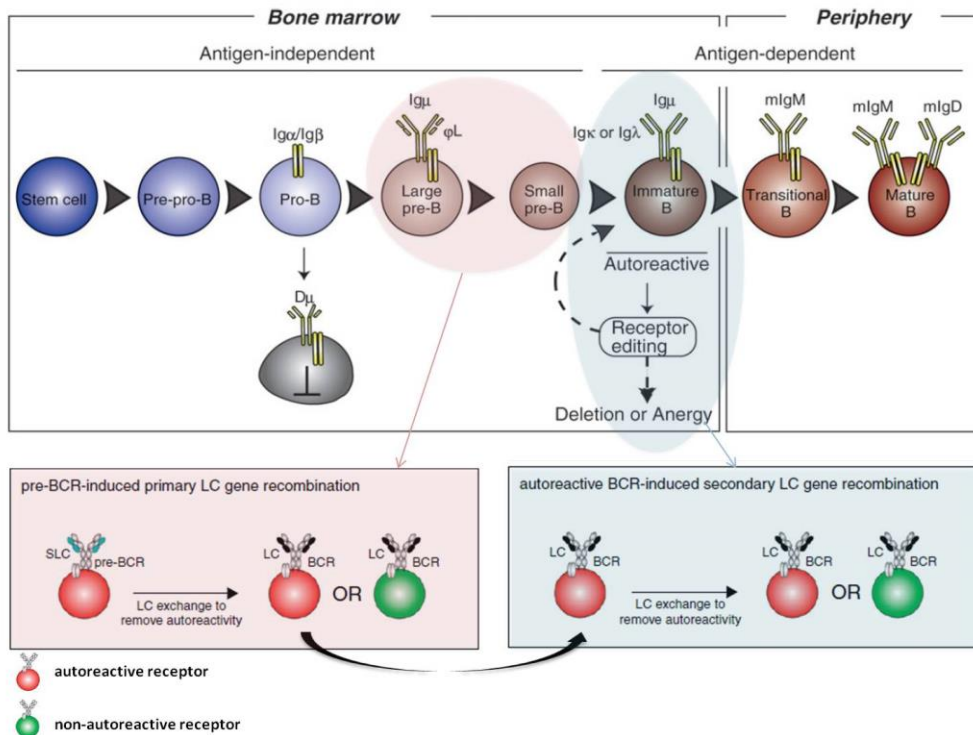 Bone marrow
Periphery
Antigen-independent
Antigen-dependent
Igα/Igβ
Igμ
φL
Igμ
Igκ or Igλ
mIgM
mIgM
mIgD
Stem cell
Pre-pro-B
Pro-B
Large
pre-B
Small
pre-B
Immature
B
Transitional
B
Mature
B
Dμ
Autoreactive
Receptor
editing
Deletion or Anergy
pre-BCR-induced primary LC gene recombination
SLC
pre-BCR
LC exchange to
remove autoreactivity
LC
BCR
OR
LC
BCR
autoreactive BCR-induced secondary LC gene recombination
LC
BCR
LC exchange to
remove autoreactivity
LC
BCR
OR
LC
BCR
autoreactive receptor
non-autoreactive receptor